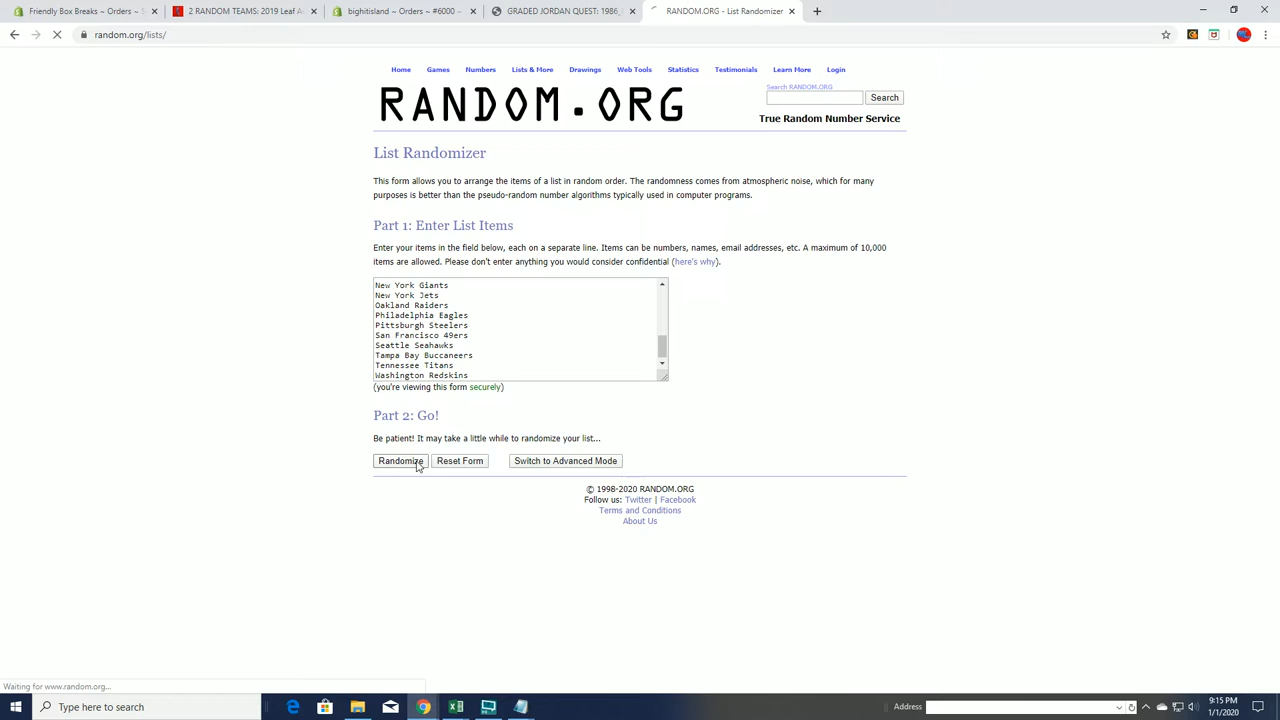 Friendly Box Breaks ~ Orders ~ S
2 RANDOM TEAMS: 2019 Leaf A
bighitisland ~ Orders ~ #6000 ~
GRADED JORDAN QUEST: 1986
RANDOM.ORG - List Randomizer
random.org/lists/
Home Games Numbers Lists & More Drawings Web Tools Statistics Testimonials Learn More Login
RANDOM.ORG
Search RANDOM.ORG
Search
True Random Number Service
List Randomizer
This form allows you to arrange the items of a list in random order. The randomness comes from atmospheric noise, which for many
purposes is better than the pseudo-random number algorithms typically used in computer programs.
Part 1: Enter List Items
Enter your items in the field below, each on a separate line. Items can be numbers, names, email addresses, etc. A maximum of 10,000
items are allowed. Please don't enter anything you would consider confidential (here's why).
New York Giants
New York Jets
Oakland Raiders
Philadelphia Eagles
Pittsburgh Steelers
San Francisco 49ers
Seattle Seahawks
Tampa Bay Buccaneers
Tennessee Titans
Washington Redskins
(you're viewing this form securely)
Part 2: Go!
Be patient! It may take a little while to randomize your list...
Randomize Reset Form Switch to Advanced Mode
© 1998-2020 RANDOM.ORG
Follow us: Twitter | Facebook
Terms and Conditions
About Us
Waiting for www.random.org...
Type here to search
Address
9:15 PM
1/1/2020